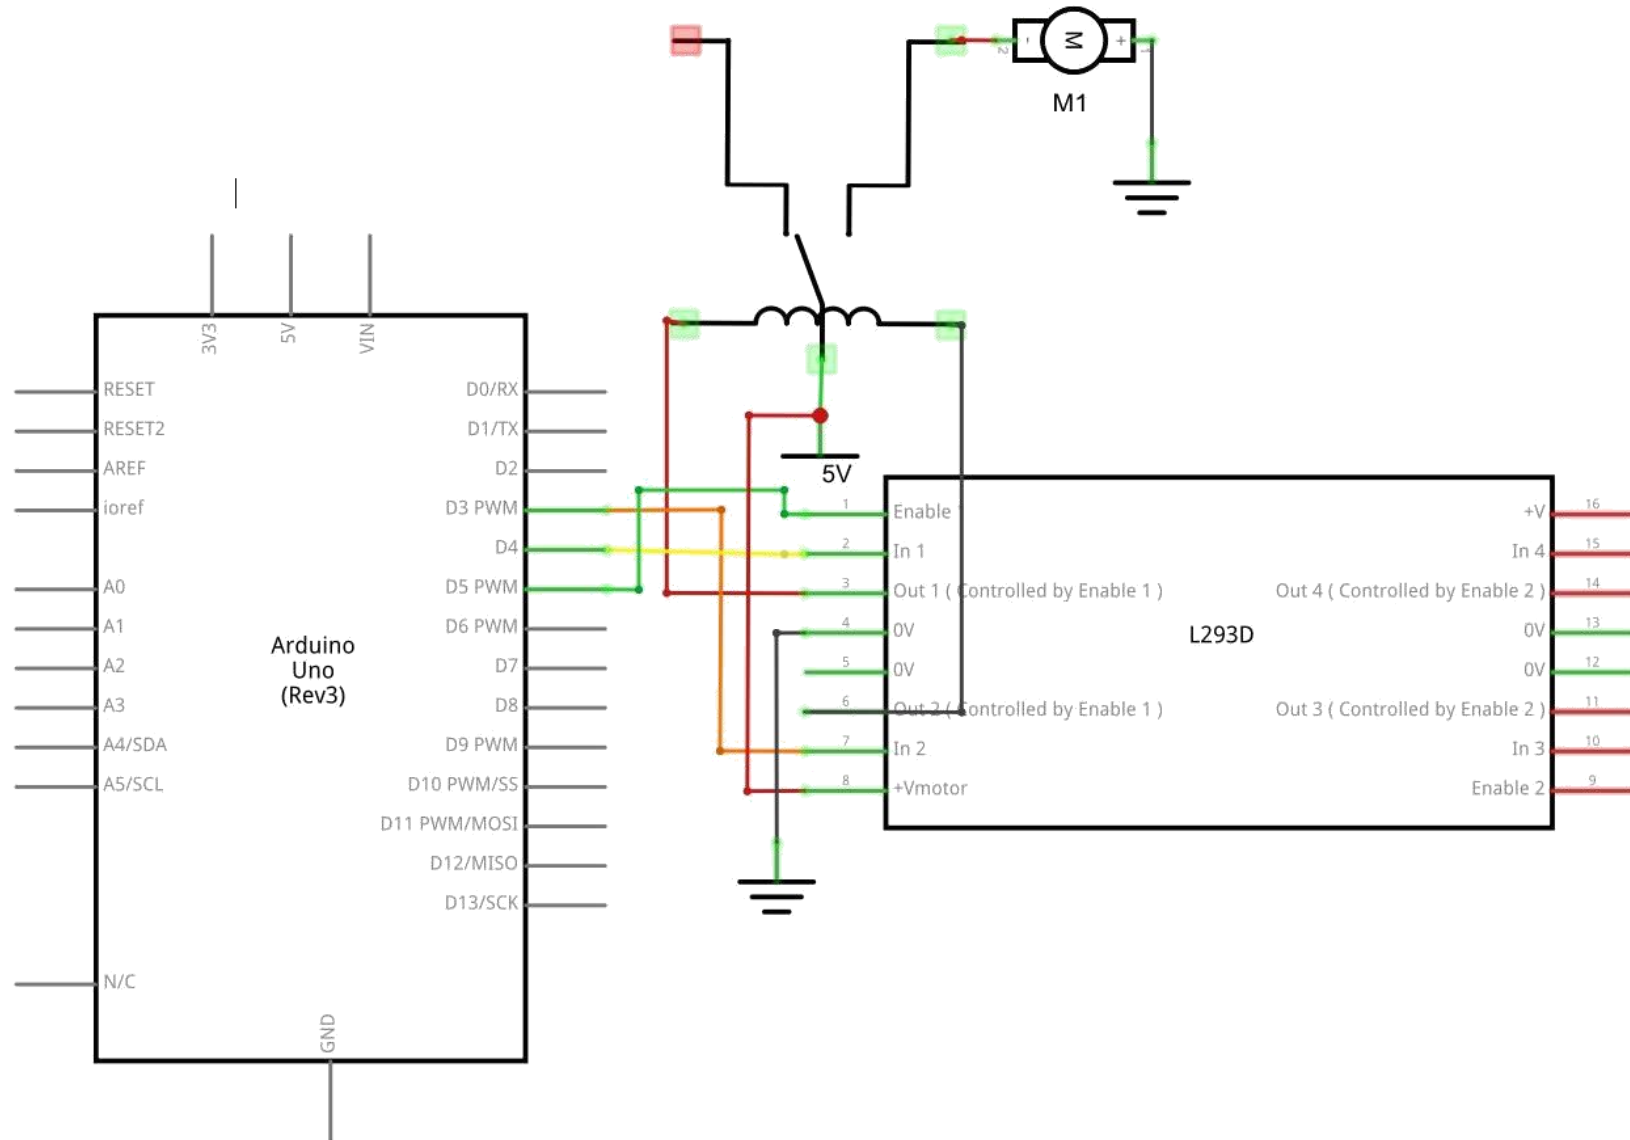 M
-
+
2
1
M1
3V3
5V
VIN
RESET
RESET2
AREF
ioref
A0
A1
A2
A3
A4/SDA
A5/SCL
N/C
GND
Arduino
Uno
(Rev3)
D0/RX
D1/TX
D2
D3 PWM
D4
D5 PWM
D6 PWM
D7
D8
D9 PWM
D10 PWM/SS
D11 PWM/MOSI
D12/MISO
D13/SCK
5V
1 Enable
2 In 1
3 Out 1 ( Controlled by Enable 1 )
4 0V
5 0V
6 Out 2 ( Controlled by Enable 1 )
7 In 2
8 +Vmotor
L293D
+V 16
In 4 15
Out 4 ( Controlled by Enable 2 ) 14
0V 13
0V 12
Out 3 ( Controlled by Enable 2 ) 11
In 3 10
Enable 2 9